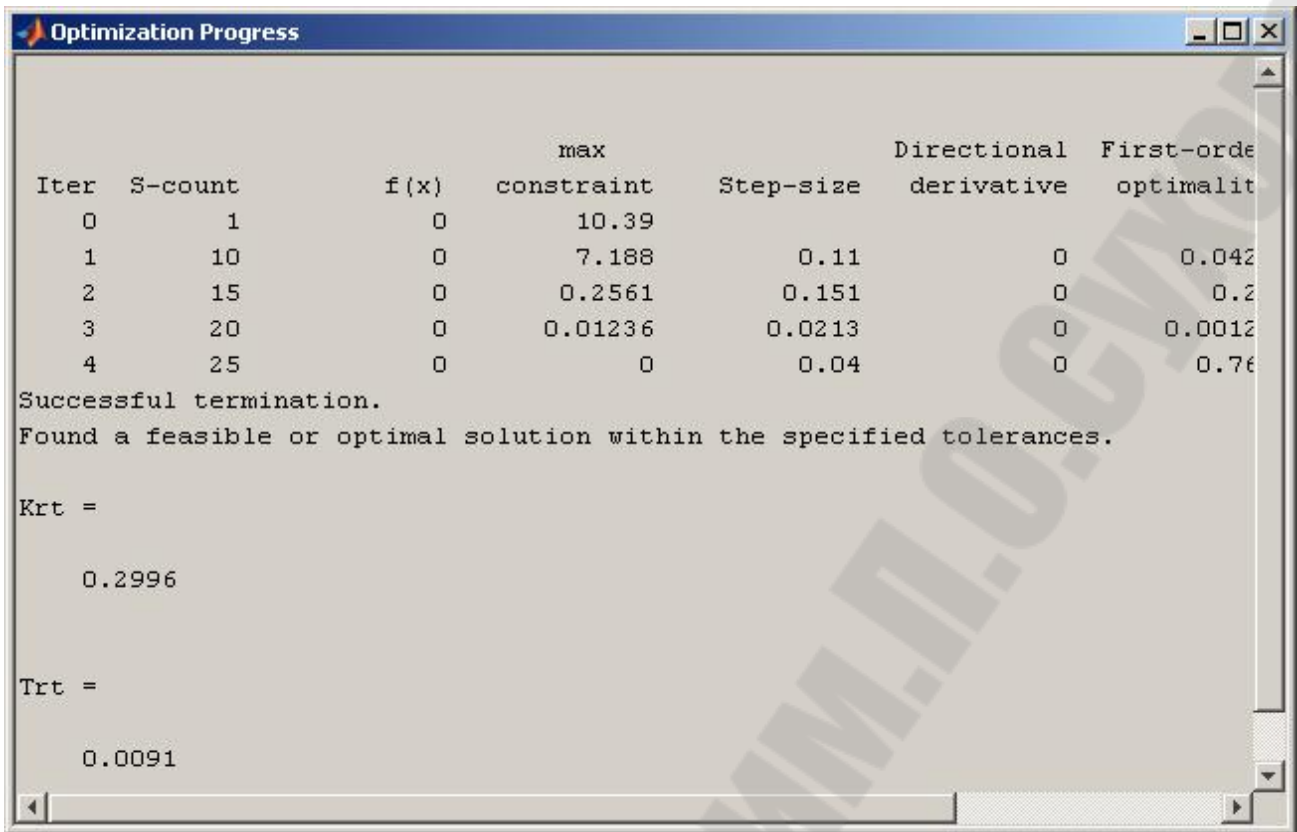 Optimization Progress
max Directional First-orde
Iter S-count f(x) constraint Step-size derivative optimalit
0 1 0 10.39
1 10 0 7.188 0.11 0 0.042
2 15 0 0.2561 0.151 0 0.2
3 20 0 0.01236 0.0213 0 0.0012
4 25 0 0 0.04 0 0.76
Successful termination.
Found a feasible or optimal solution within the specified tolerances.
Krt =
0.2996
Trt =
0.0091
им.П.О.Сухо